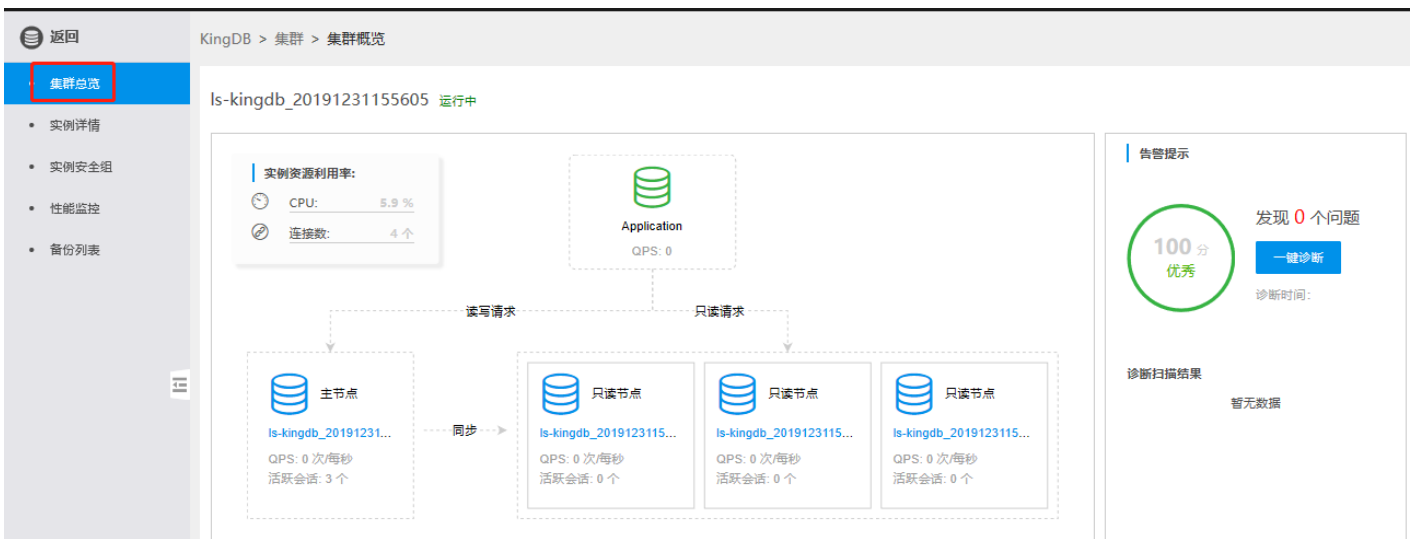 返回
集群总览
实例详情
实例安全组
性能监控
备份列表
KingDB > 集群 > 集群概览
ls-kingdb_20191231155605 运行中
实例资源利用率:
CPU: 5.9 %
连接数: 4 个
Application
QPS: 0
读写请求
只读请求
主节点
ls-kingdb_20191231...
QPS: 0 次/每秒
活跃会话: 3 个
同步
只读节点
ls-kingdb_2019123115...
QPS: 0 次/每秒
活跃会话: 0 个
只读节点
ls-kingdb_2019123115...
QPS: 0 次/每秒
活跃会话: 0 个
只读节点
ls-kingdb_2019123115...
QPS: 0 次/每秒
活跃会话: 0 个
告警提示
100 分
优秀
发现 0 个问题
一键诊断
诊断时间:
诊断扫描结果
暂无数据